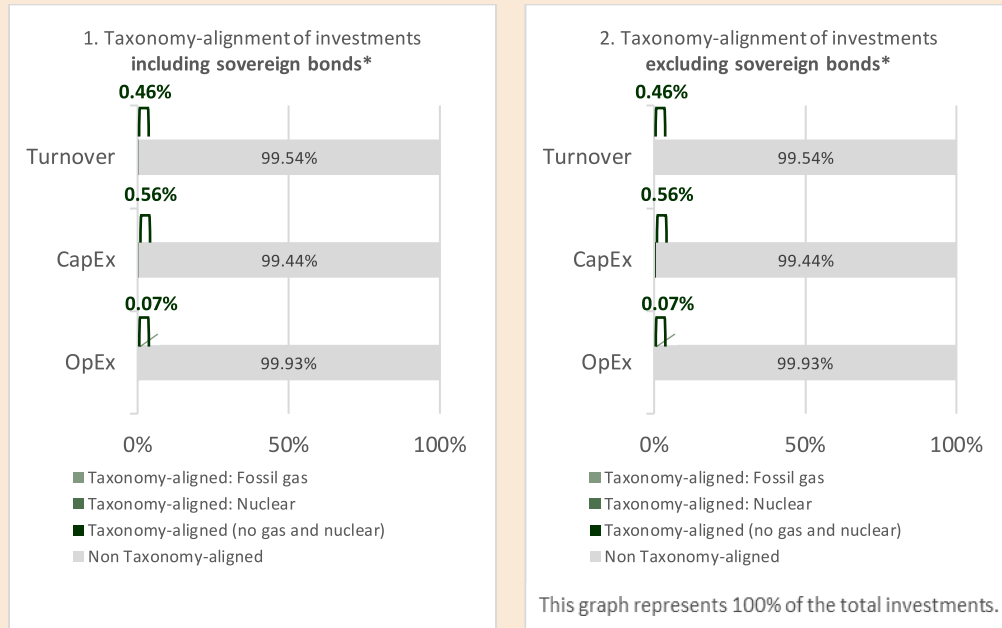 1. Taxonomy-alignment of investments
including sovereign bonds*
0.46%
Turnover
99.54%
0.56%
CapEx
99.44%
0.07%
OpEx
99.93%
0% 50% 100%
Taxonomy-aligned: Fossil gas
Taxonomy-aligned: Nuclear
Taxonomy-aligned (no gas and nuclear)
Non Taxonomy-aligned
2. Taxonomy-alignment of investments
excluding sovereign bonds*
0.46%
Turnover
99.54%
0.56%
CapEx
99.44%
0.07%
OpEx
99.93%
0% 50% 100%
Taxonomy-aligned: Fossil gas
Taxonomy-aligned: Nuclear
Taxonomy-aligned (no gas and nuclear)
Non Taxonomy-aligned
This graph represents 100% of the total investments.